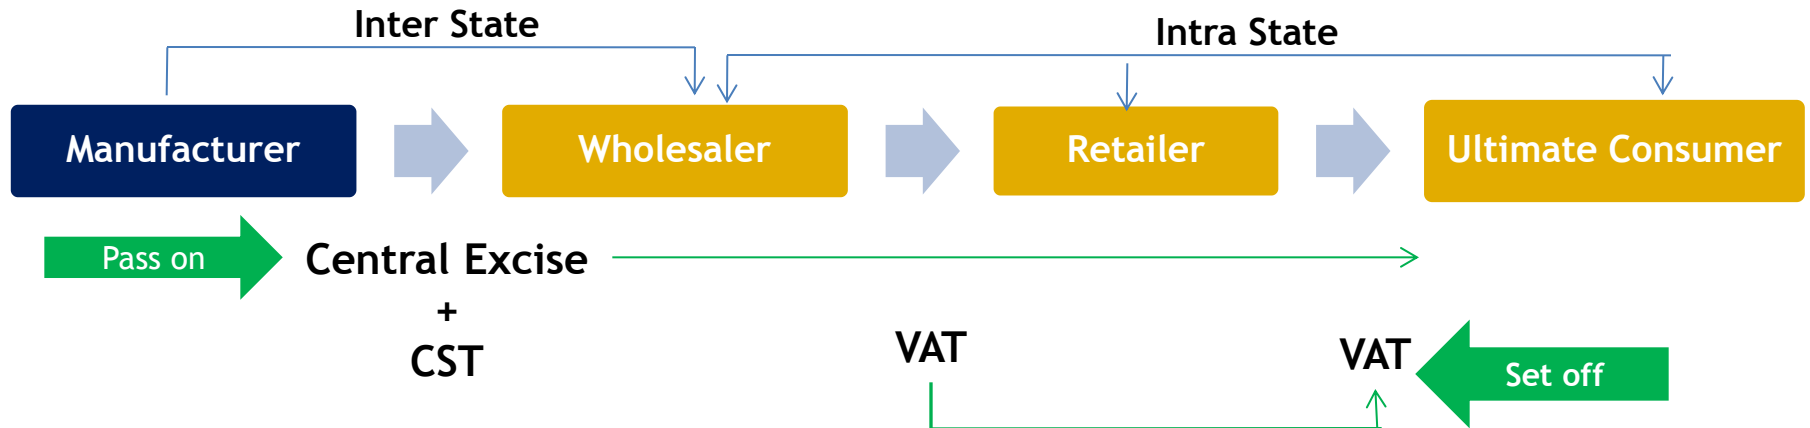 Inter State
Intra State
Manufacturer
Wholesaler
Retailer
Ultimate Consumer
Pass on
Central Excise
+
CST
VAT
VAT
Set off